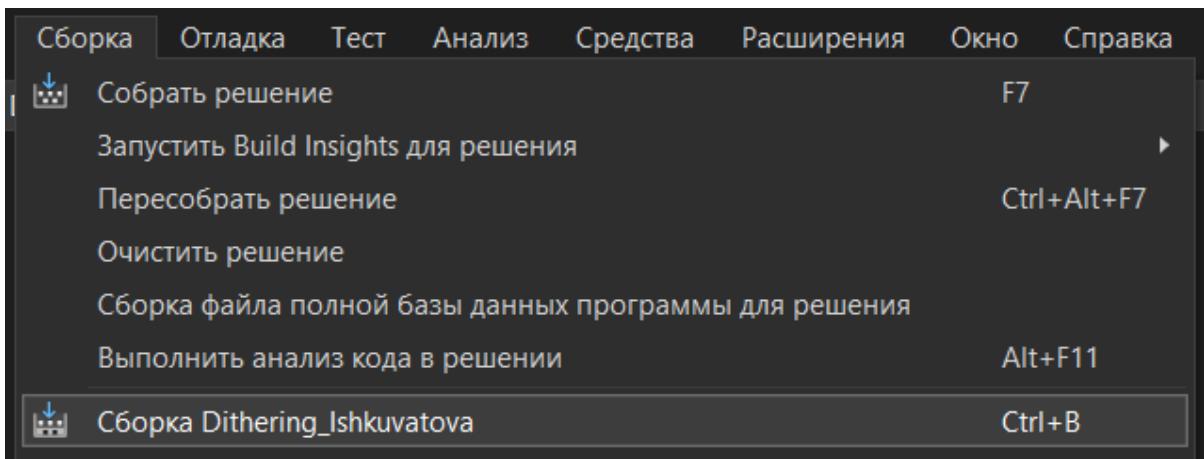 Сборка Отладка Тест Анализ Средства Расширения Окно Справка
Собрать решение F7
Запустить Build Insights для решения
Пересобрать решение Ctrl+Alt+F7
Очистить решение
Сборка файла полной базы данных программы для решения
Выполнить анализ кода в решении Alt+F11
Сборка Dithering_Ishkuvatova Ctrl+B